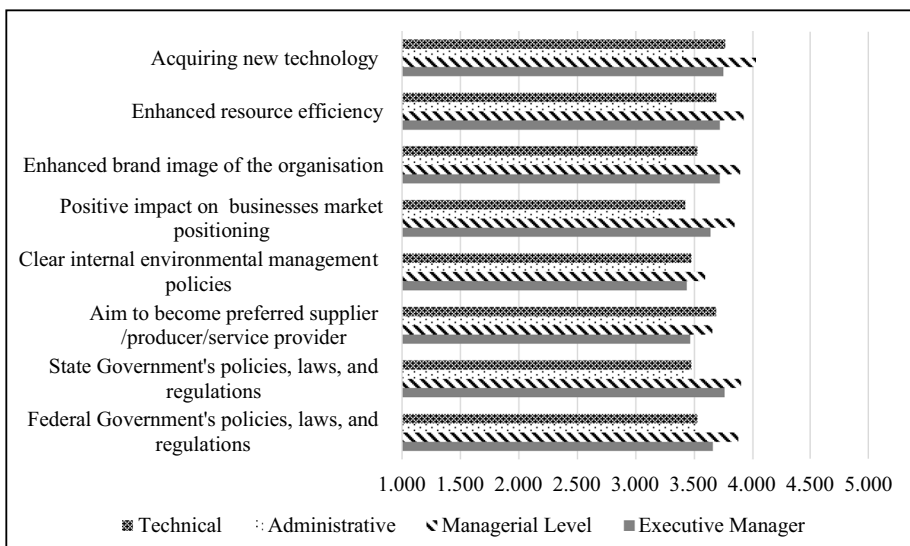 Acquiring new technology
Enhanced resource efficiency
Enhanced brand image of the organisation
Positive impact on businesses market
positioning
Clear internal environmental management
policies
Aim to become preferred supplier
/producer/service provider
State Government's policies, laws, and
regulations
Federal Government's policies, laws, and
regulations
1.000 1.500 2.000 2.500 3.000 3.500 4.000 4.500 5.000
Technical Administrative Managerial Level Executive Manager